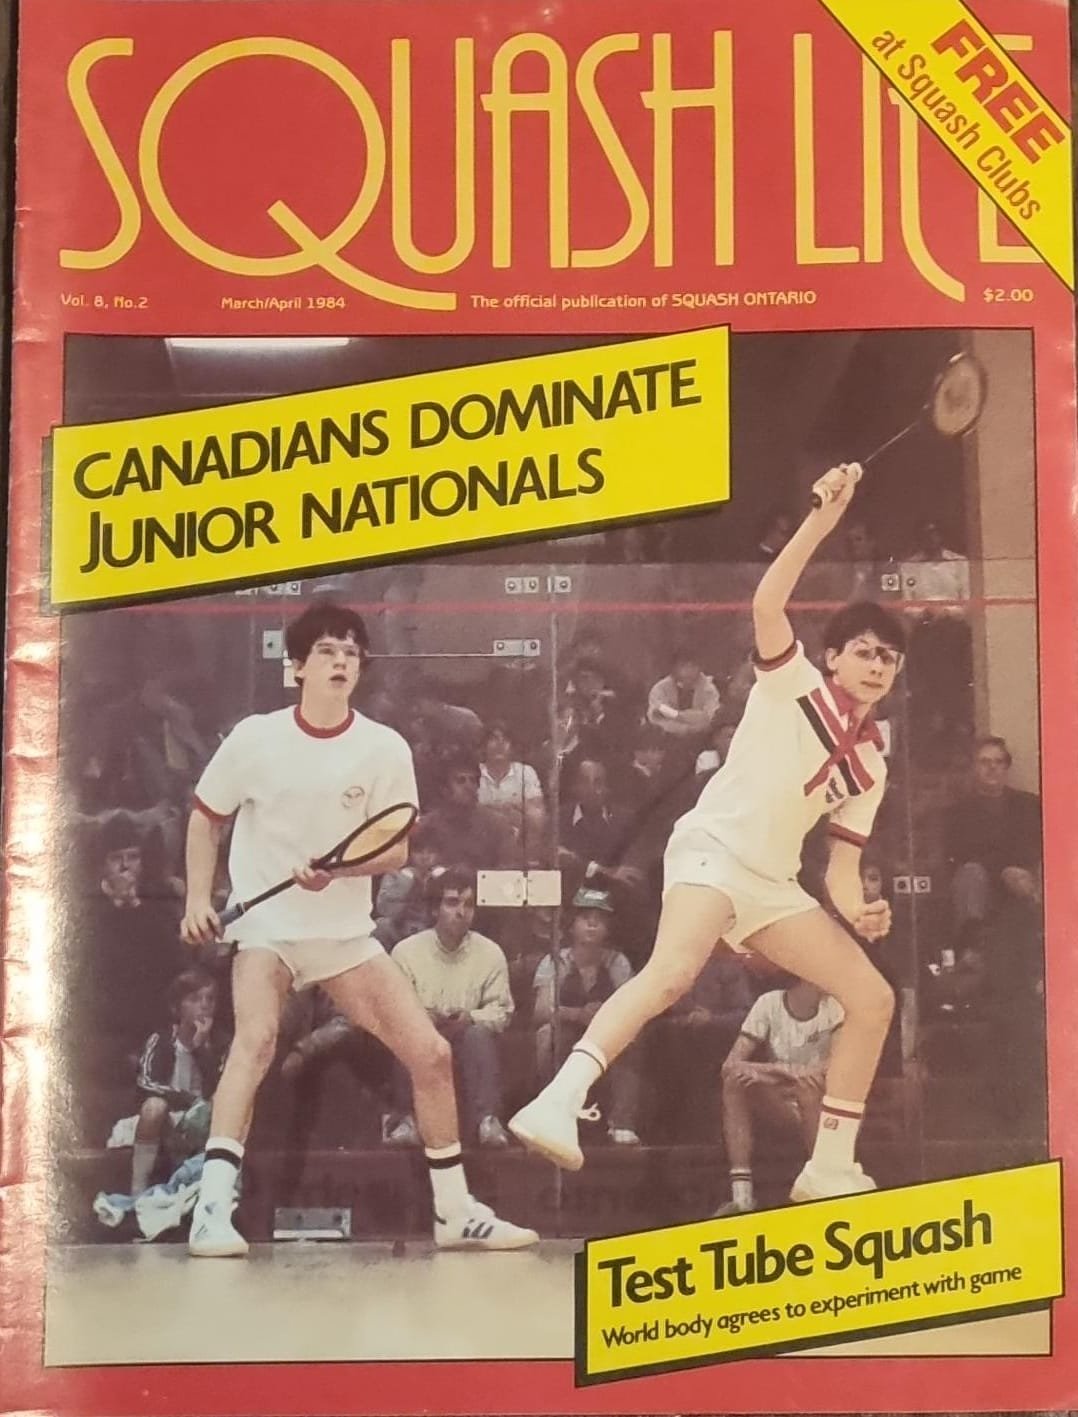 SQUASH LIFE
FREE
at Squash Clubs
Vol. 8, No.2 March/April 1984 The official publication of SQUASH ONTARIO $2.00
CANADIANS DOMINATE
JUNIOR NATIONALS
Test Tube Squash
World body agrees to experiment with game